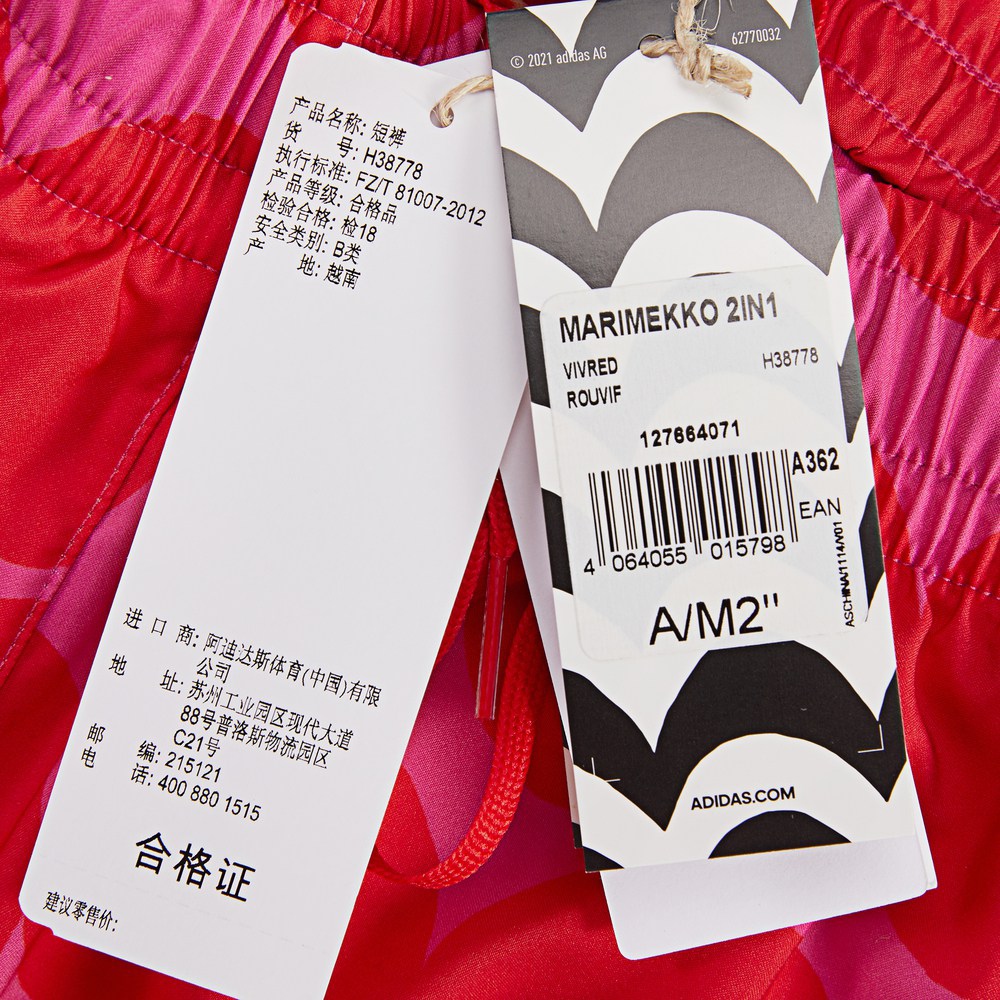 产品名称: 短裤
货 号: H38778
执行标准: FZ/T 81007-2012
产品等级: 合格品
检验合格: 检18
安全类别: B类
产 地: 越南
进 口 商: 阿迪达斯体育(中国)有限
公司
地 址: 苏州工业园区现代大道
88号普洛斯物流园区
C21号
邮 编: 215121
电 话: 400 880 1515
合格证
建议零售价:
© 2021 adidas AG
62770032
MARIMEKKO 2IN1
VIVRED
H38778
ROUVIF
127664071
A362
EAN
4 064055 015798
ASCHINA/1114/V01
A/M2"
ADIDAS.COM